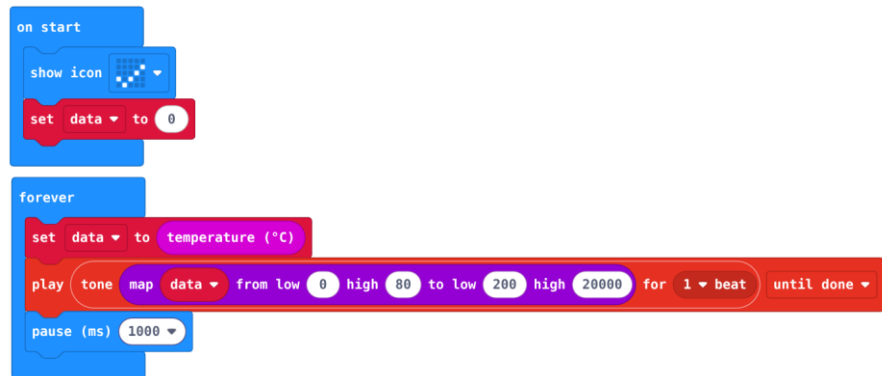 on start
show icon
set data to 0
forever
set data to temperature (°C)
play tone map data from low 0 high 80 to low 200 high 20000 for 1 beat until done
pause (ms) 1000